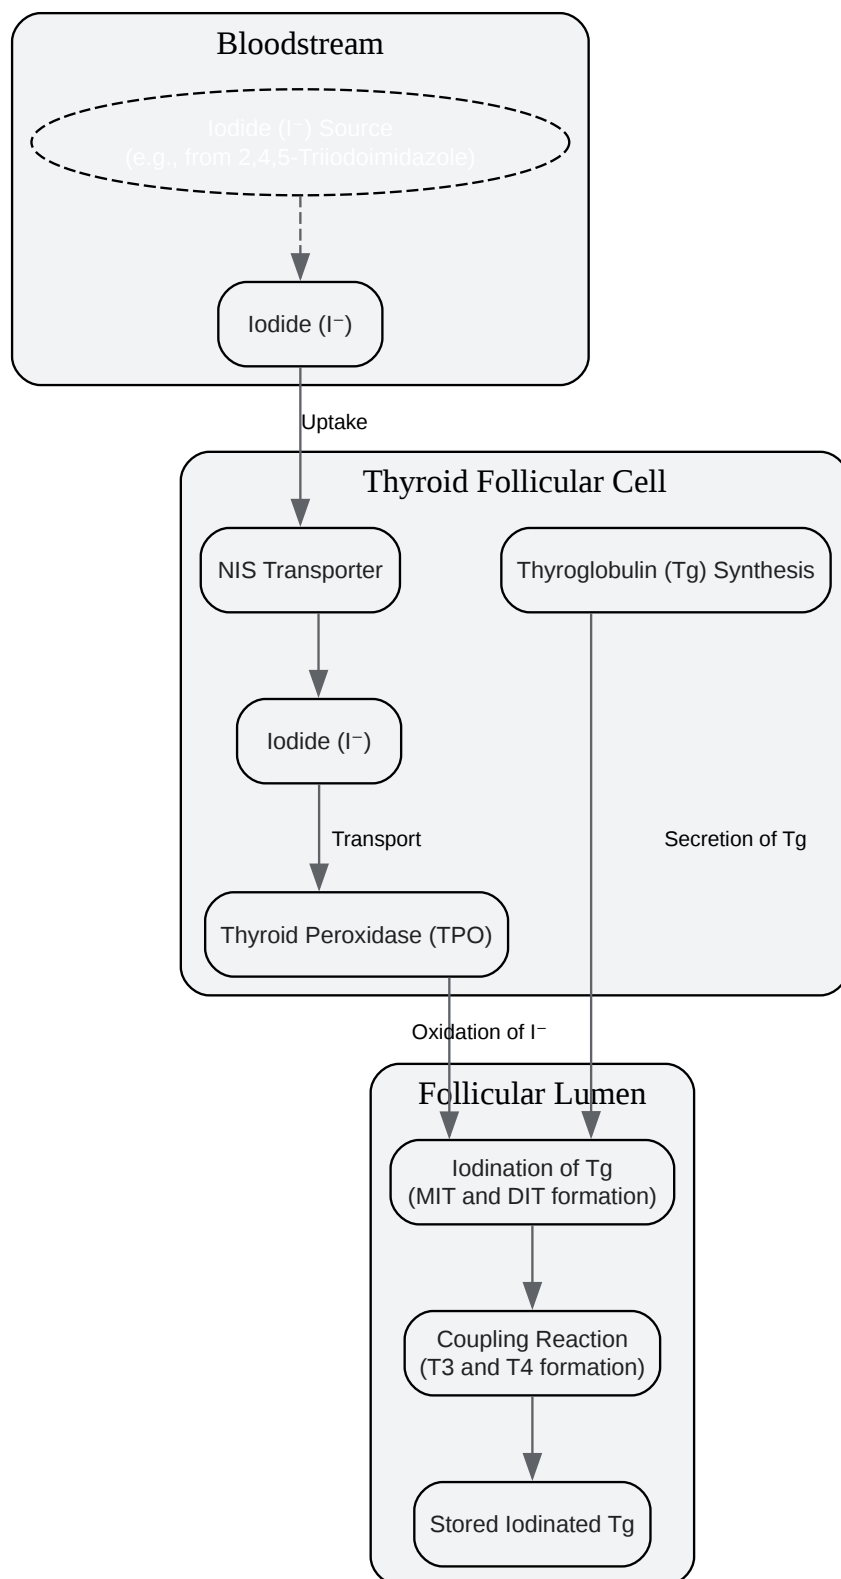 Bloodstream
Iodide (I⁻) Source
(e.g., from 2,4,5-Triiodoimidazole)
Iodide (I⁻)
Uptake
Thyroid Follicular Cell
NIS Transporter
Thyroglobulin (Tg) Synthesis
Iodide (I⁻)
Transport
Secretion of Tg
Thyroid Peroxidase (TPO)
Oxidation of I⁻
Follicular Lumen
Iodination of Tg
(MIT and DIT formation)
Coupling Reaction
(T3 and T4 formation)
Stored Iodinated Tg